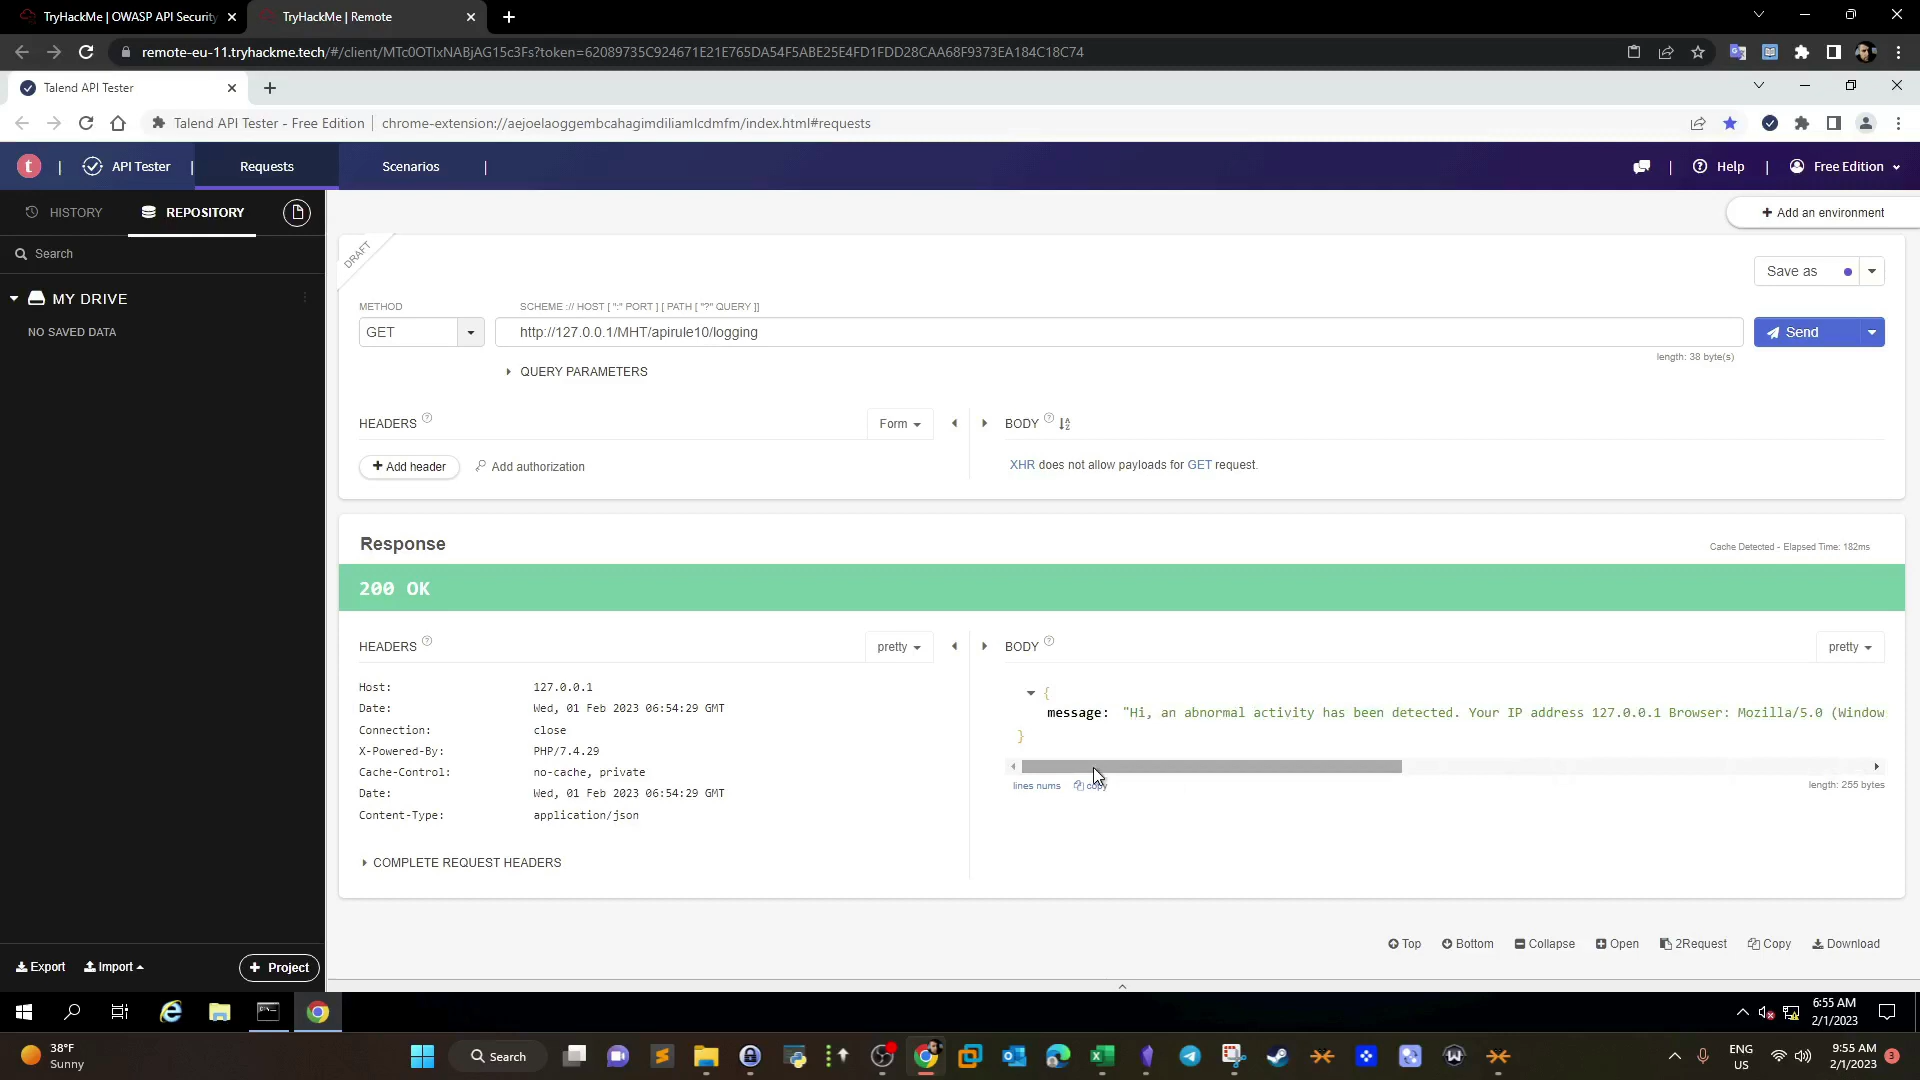 TryHackMe | OWASP API Security
TryHackMe | Remote
remote-eu-11.tryhackme.tech/#/client/MTc0OTIxNABjAG15c3Fs?token=62089735C924671E21E765DA54F5ABE25E4FD1FDD28CAA68F9373EA184C18C74
Talend API Tester
Talend API Tester - Free Edition | chrome-extension://aejoelaoggembcahagimdiliamlcdmfm/index.html#requests
t | API Tester | Requests Scenarios |
| Help | Free Edition
HISTORY REPOSITORY
+ Add an environment
Search
DRAFT
Save as
MY DRIVE
METHOD SCHEME :// HOST [ ":" PORT ] [ PATH [ "?" QUERY ]]
NO SAVED DATA
GET http://127.0.0.1/MHT/apirule10/logging Send
length: 38 byte(s)
QUERY PARAMETERS
HEADERS ? Form
BODY ?
+ Add header Add authorization
XHR does not allow payloads for GET request.
Response
Cache Detected - Elapsed Time: 182ms
200 OK
HEADERS ? pretty
BODY ? pretty
Host: 127.0.0.1
Date: Wed, 01 Feb 2023 06:54:29 GMT
Connection: close
X-Powered-By: PHP/7.4.29
Cache-Control: no-cache, private
Date: Wed, 01 Feb 2023 06:54:29 GMT
Content-Type: application/json
{
message: "Hi, an abnormal activity has been detected. Your IP address 127.0.0.1 Browser: Mozilla/5.0 (Window
}
lines nums copy
length: 255 bytes
COMPLETE REQUEST HEADERS
Top Bottom Collapse Open 2Request Copy Download
Export Import + Project
6:55 AM
2/1/2023
38°F
Sunny
Search
ENG
US
9:55 AM
2/1/2023
3